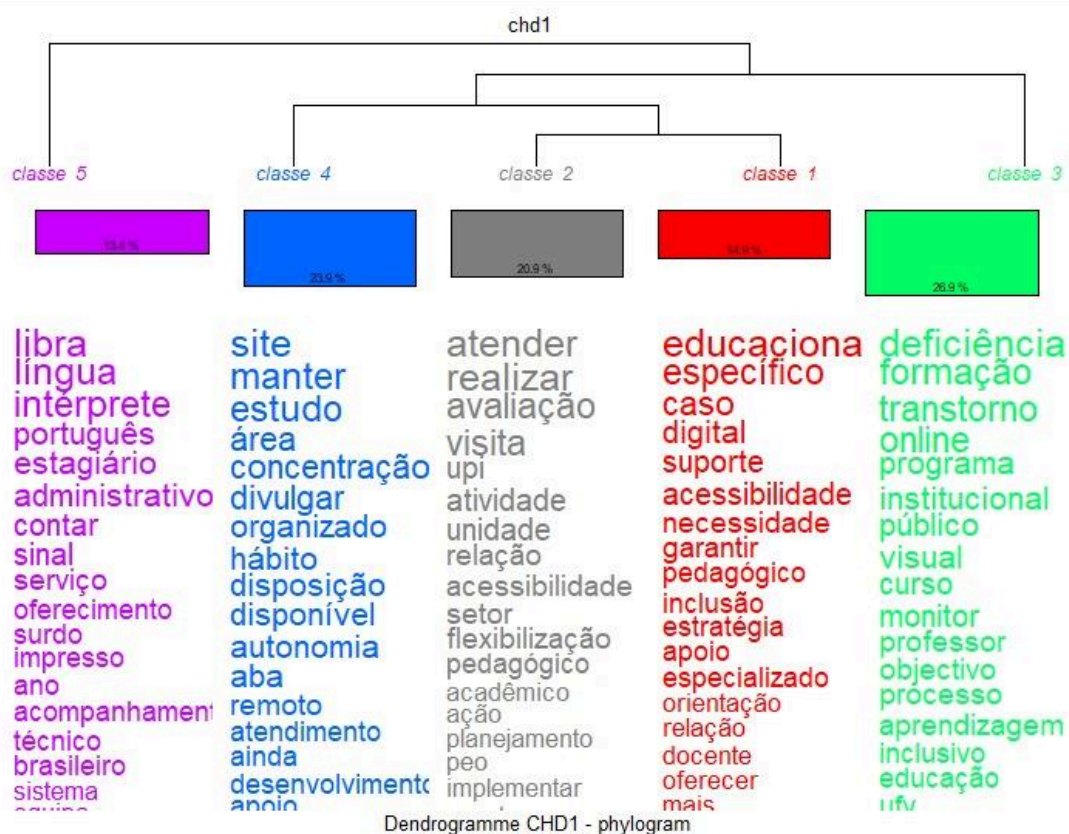 chd1
classe 5
classe 4
classe 2
classe 1
classe 3
13.4 %
23.9 %
20.9 %
14.9 %
26.9 %
libra
língua
intérprete
português
estagiário
administrativo
contar
sinal
serviço
oferecimento
surdo
impresso
ano
acompanhament
técnico
brasileiro
sistema
equipe
site
manter
estudo
área
concentração
divulgar
organizado
hábito
disposição
disponível
autonomia
aba
remoto
atendimento
ainda
desenvolvimento
apoio
atender
realizar
avaliação
visita
upi
atividade
unidade
relação
acessibilidade
setor
flexibilização
pedagógico
acadêmico
ação
planejamento
peo
implementar
educaciona
específico
caso
digital
suporte
acessibilidade
necessidade
garantir
pedagógico
inclusão
estratégia
apoio
especializado
orientação
relação
docente
oferecer
mais
deficiência
formação
transtorno
online
programa
institucional
público
visual
curso
monitor
professor
objectivo
processo
aprendizagem
inclusivo
educação
ufv
Dendrogramme CHD1 - phylogram